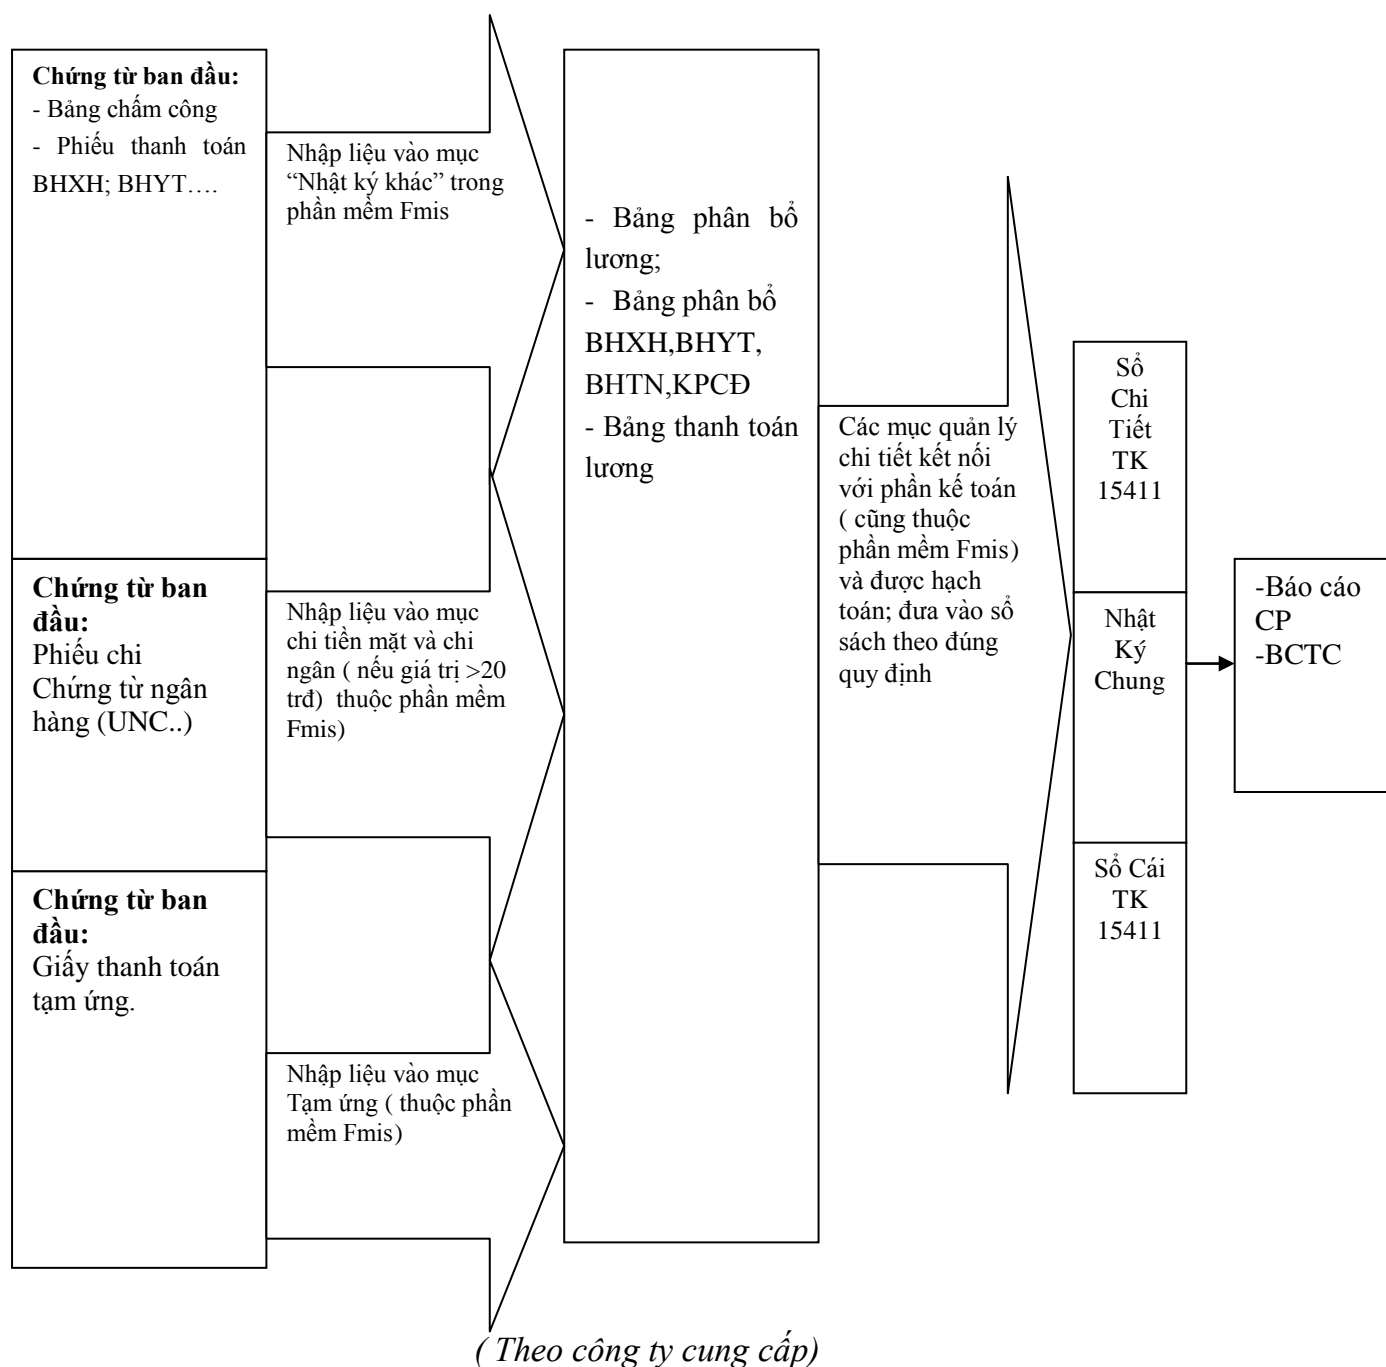 Chứng từ ban đầu:
- Bảng chấm công
- Phiếu thanh toán
BHXH; BHYT….
Nhập liệu vào mục
“Nhật ký khác” trong
phần mềm Fmis
Chứng từ ban
đầu:
Phiếu chi
Chứng từ ngân
hàng (UNC..)
Nhập liệu vào mục
chi tiền mặt và chi
ngân ( nếu giá trị >20
trđ) thuộc phần mềm
Fmis)
Chứng từ ban
đầu:
Giấy thanh toán
tạm ứng.
Nhập liệu vào mục
Tạm ứng ( thuộc phần
mềm Fmis)
- Bảng phân bổ
lương;
- Bảng phân bổ
BHXH,BHYT,
BHTN,KPCĐ
- Bảng thanh toán
lương
Các mục quản lý
chi tiết kết nối
với phần kế toán
( cũng thuộc
phần mềm Fmis)
và được hạch
toán; đưa vào sổ
sách theo đúng
quy định
Sổ
Chi
Tiết
TK
15411
Nhật
Ký
Chung
Sổ Cái
TK
15411
-Báo cáo
CP
-BCTC
( Theo công ty cung cấp)